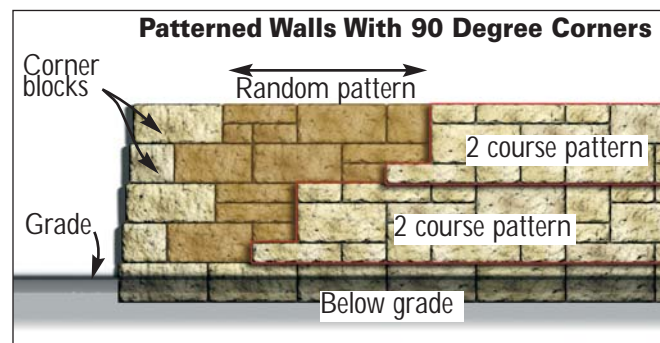 Patterned Walls With 90 Degree Corners
Corner
blocks
Random pattern
2 course pattern
Grade
2 course pattern
Below grade